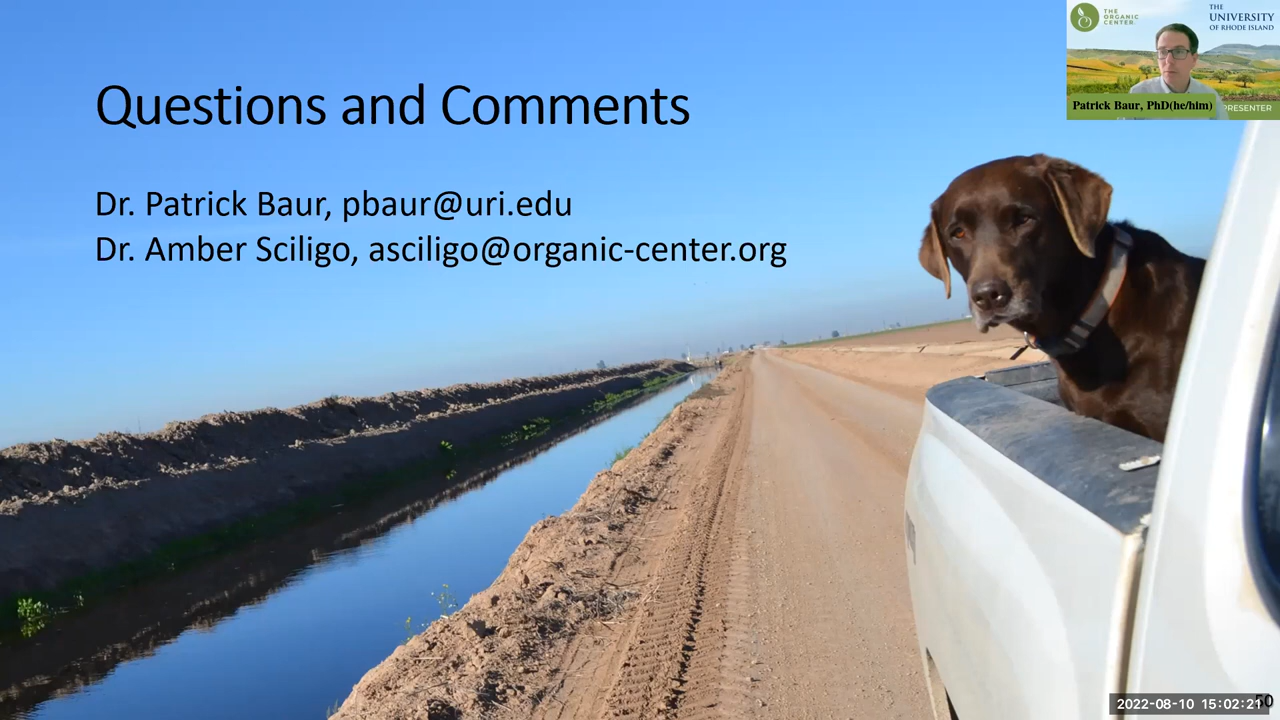 THE
ORGANIC
CENTER
THE
UNIVERSITY
OF RHODE ISLAND
Patrick Baur, PhD(he/him)
PRESENTER
Questions and Comments
Dr. Patrick Baur, pbaur@uri.edu
Dr. Amber Sciligo, asciligo@organic-center.org
2022-08-10 15:02:21
50